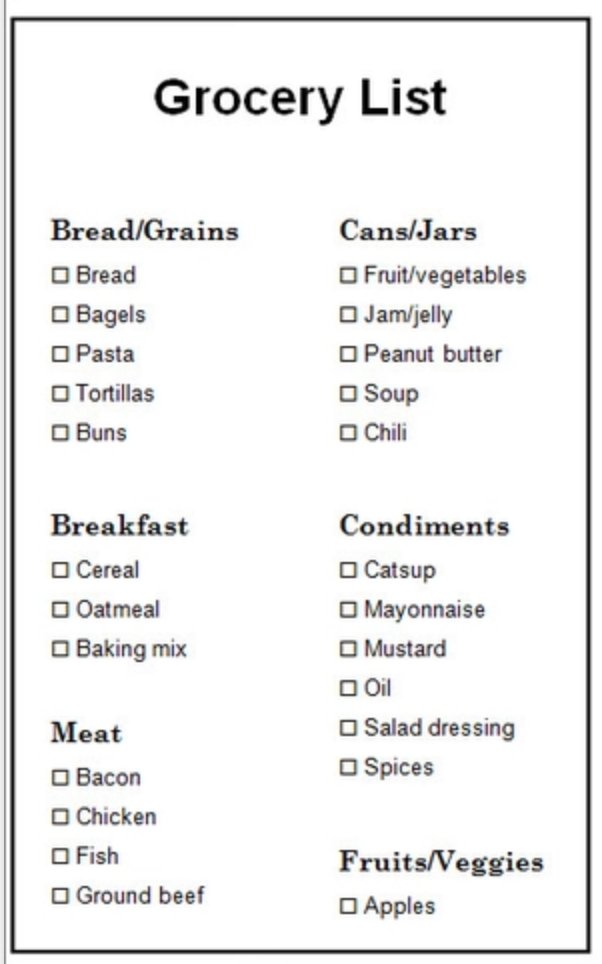 Grocery List
Bread/Grains
Bread
Bagels
Pasta
Tortillas
Buns
Breakfast
Cereal
Oatmeal
Baking mix
Meat
Bacon
Chicken
Fish
Ground beef
Cans/Jars
Fruit/vegetables
Jam/jelly
Peanut butter
Soup
Chili
Condiments
Catsup
Mayonnaise
Mustard
Oil
Salad dressing
Spices
Fruits/Veggies
Apples